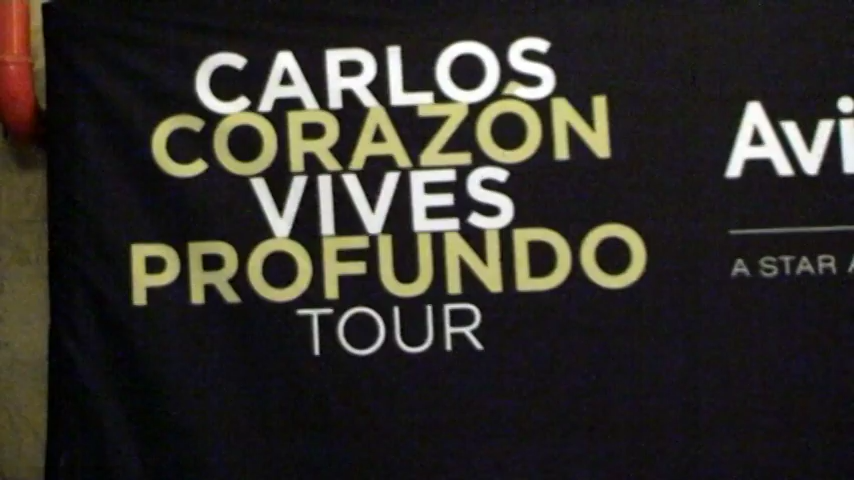 CARLOS
CORAZÓN
VIVES
PROFUNDO
TOUR
Avi
A STAR A